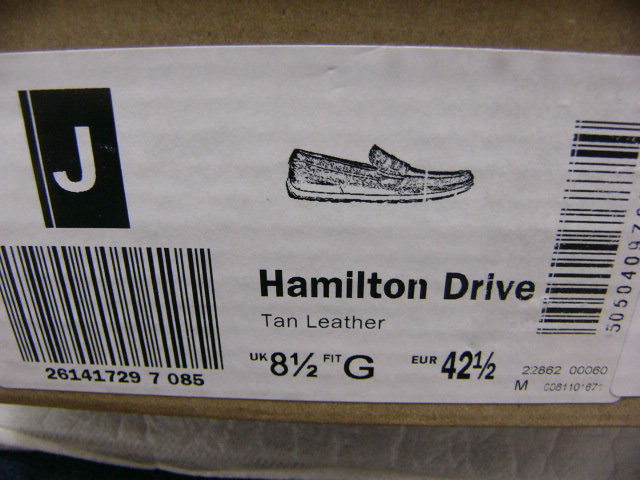 J
Hamilton Drive
Tan Leather
UK 8½ FIT G EUR 42½
26141729 7 085
22862 00060
M